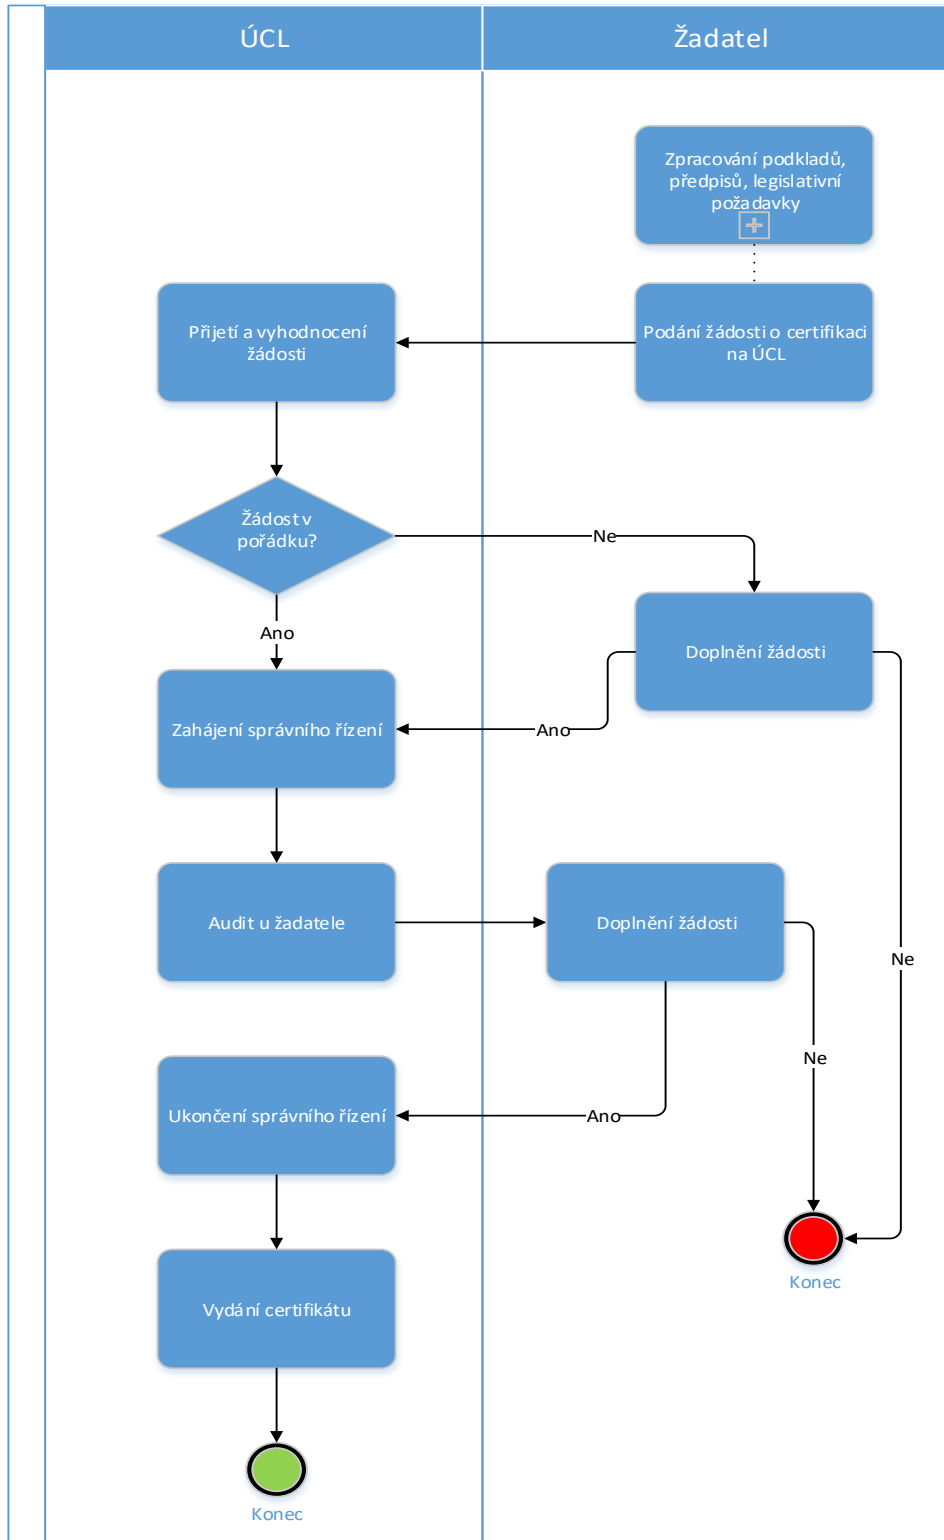 ÚCL
Žadatel
Zpracování podkladů,
předpisů, legislativní
požadavky
Přijetí a vyhodnocení
žádosti
Podání žádosti o certifikaci
na ÚCL
Žádost v
pořádku?
Ne
Ano
Doplnění žádosti
Zahájení správního řízení
Ano
Audit u žadatele
Doplnění žádosti
Ne
Ne
Ukončení správního řízení
Ano
Konec
Vydání certifikátu
Konec